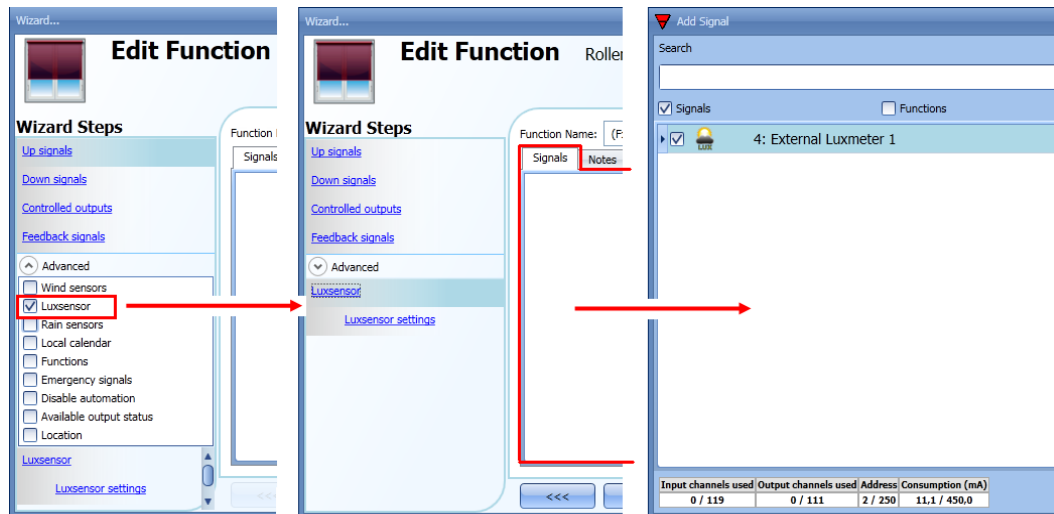 Wizard...
Edit Function
Wizard Steps
Up signals
Down signals
Controlled outputs
Feedback signals
Advanced
Wind sensors
Luxsensor
Rain sensors
Local calendar
Functions
Emergency signals
Disable automation
Available output status
Location
Luxsensor
Luxsensor settings
Function
Signals
<<<
Wizard...
Edit Function Roller
Wizard Steps
Up signals
Down signals
Controlled outputs
Feedback signals
Advanced
Luxsensor
Luxsensor settings
Function Name: (F
Signals Notes
<<<
Add Signal
Search
Signals Functions
LUX 4: External Luxmeter 1
Input channels used Output channels used Address Consumption (mA)
0 / 119 0 / 111 2 / 250 11,1 / 450,0